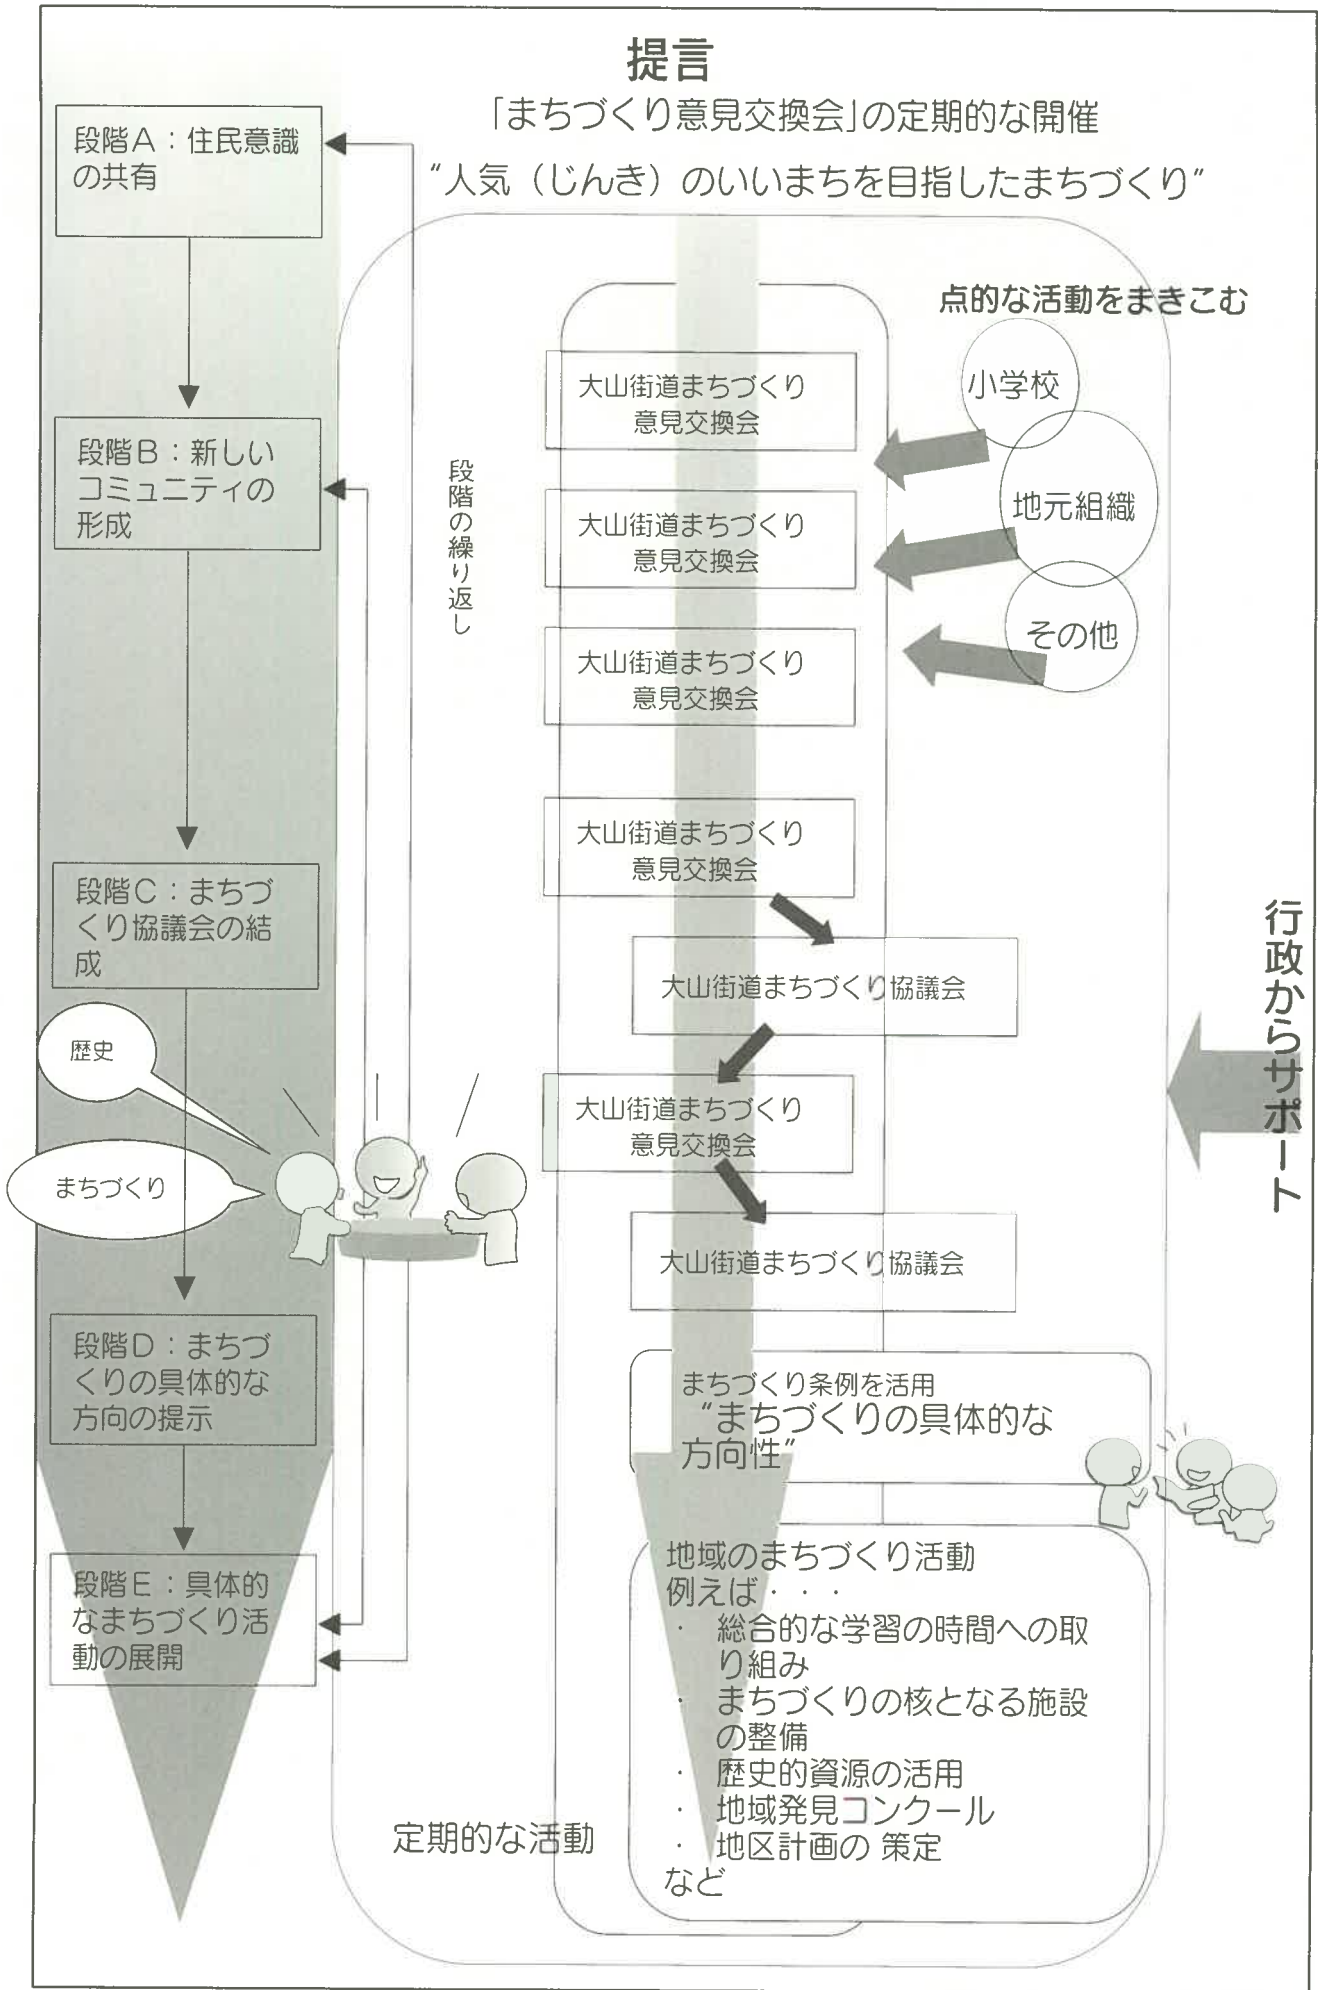 提言
「まちづくり意見交換会」の定期的な開催
“人気（じんき）のいいまちを目指したまちづくり”
段階A：住民意識
の共有
段階B：新しい
コミュニティの
形成
段階C：まちづ
くり協議会の結
成
歴史
まちづくり
段階D：まちづ
くりの具体的な
方向の提示
段階E：具体的
なまちづくり活
動の展開
段階の繰り返し
点的な活動をまきこむ
小学校
地元組織
その他
大山街道まちづくり
意見交換会
大山街道まちづくり
意見交換会
大山街道まちづくり
意見交換会
大山街道まちづくり
意見交換会
大山街道まちづくり協議会
大山街道まちづくり
意見交換会
大山街道まちづくり協議会
行政からサポート
まちづくり条例を活用
“まちづくりの具体的な
方向性”
地域のまちづくり活動
例えば・・・
・ 総合的な学習の時間への取
り組み
・ まちづくりの核となる施設
の整備
・ 歴史的資源の活用
・ 地域発見コンクール
・ 地区計画の 策定
など
定期的な活動